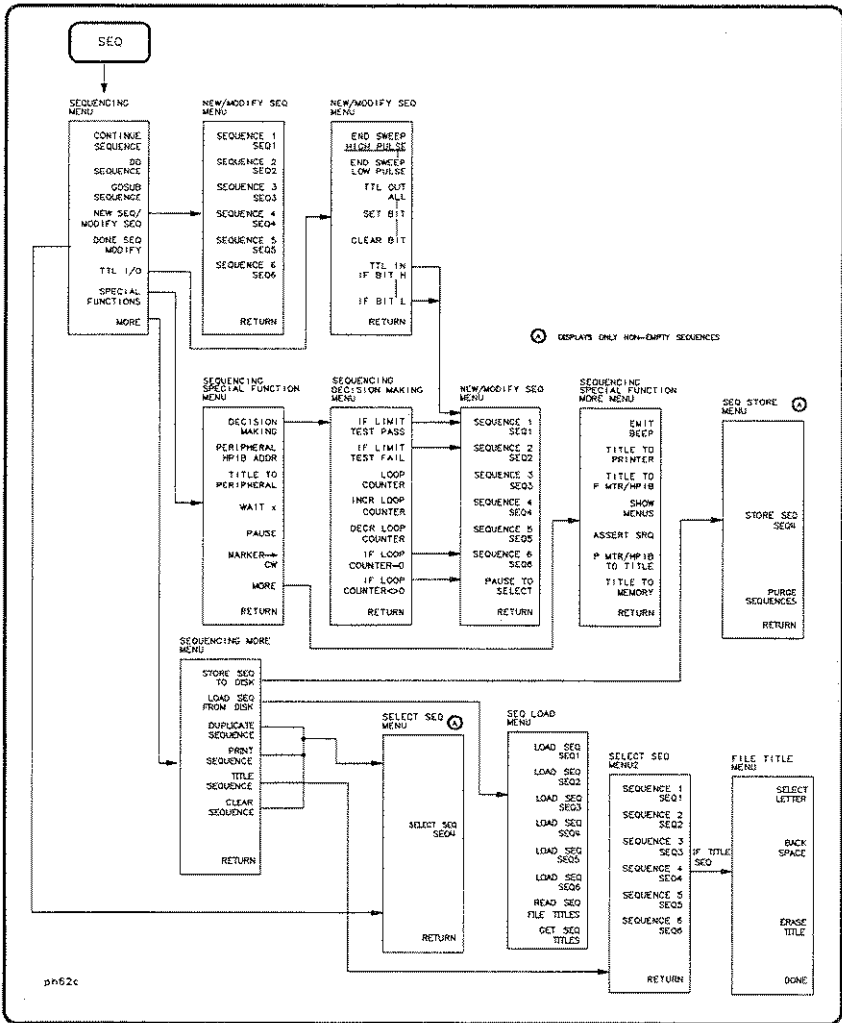 SEQ
SEQUENCING
MENU
CONTINUE
SEQUENCE
DO
SEQUENCE
GOSUB
SEQUENCE
NEW SEQ/
MODIFY SEQ
DONE SEQ
MODIFY
TTL I/O
SPECIAL
FUNCTIONS
MORE
NEW/MODIFY SEQ
MENU
SEQUENCE 1
SEQ1
SEQUENCE 2
SEQ2
SEQUENCE 3
SEQ3
SEQUENCE 4
SEQ4
SEQUENCE 5
SEQ5
SEQUENCE 6
SEQ6
RETURN
NEW/MODIFY SEQ
MENU
END SWEEP
HIGH PULSE
END SWEEP
LOW PULSE
TTL OUT
ALL
SET BIT
CLEAR BIT
TTL IN
IF BIT H
IF BIT L
RETURN
A DISPLAYS ONLY NON-EMPTY SEQUENCES
SEQUENCING
SPECIAL FUNCTION
MENU
DECISION
MAKING
PERIPHERAL
HPIB ADDR
TITLE TO
PERIPHERAL
WAIT x
PAUSE
MARKER→
CW
MORE
RETURN
SEQUENCING
DECISION MAKING
MENU
IF LIMIT
TEST PASS
IF LIMIT
TEST FAIL
LOOP
COUNTER
INCR LOOP
COUNTER
DECR LOOP
COUNTER
IF LOOP
COUNTER=0
IF LOOP
COUNTER<>0
RETURN
NEW/MODIFY SEQ
MENU
SEQUENCE 1
SEQ1
SEQUENCE 2
SEQ2
SEQUENCE 3
SEQ3
SEQUENCE 4
SEQ4
SEQUENCE 5
SEQ5
SEQUENCE 6
SEQ6
PAUSE TO
SELECT
RETURN
SEQUENCING
SPECIAL FUNCTION
MORE MENU
EMIT
BEEP
TITLE TO
PRINTER
TITLE TO
P MTR/HPIB
SHOW
MENUS
ASSERT SRQ
P MTR/HPIB
TO TITLE
TITLE TO
MEMORY
RETURN
SEQ STORE A
MENU
STORE SEQ
SEQ4
PURGE
SEQUENCES
RETURN
SEQUENCING MORE
MENU
STORE SEQ
TO DISK
LOAD SEQ
FROM DISK
DUPLICATE
SEQUENCE
PRINT
SEQUENCE
TITLE
SEQUENCE
CLEAR
SEQUENCE
RETURN
SELECT SEQ A
MENU
SELECT SEQ
SEQ4
RETURN
SEQ LOAD
MENU
LOAD SEQ
SEQ1
LOAD SEQ
SEQ2
LOAD SEQ
SEQ3
LOAD SEQ
SEQ4
LOAD SEQ
SEQ5
LOAD SEQ
SEQ6
READ SEQ
FILE TITLES
GET SEQ
TITLES
SELECT SEQ
MENU2
SEQUENCE 1
SEQ1
SEQUENCE 2
SEQ2
SEQUENCE 3
SEQ3
SEQUENCE 4
SEQ4
SEQUENCE 5
SEQ5
SEQUENCE 6
SEQ6
RETURN
IF TITLE
SEQ
FILE TITLE
MENU
SELECT
LETTER
BACK
SPACE
ERASE
TITLE
DONE
ph62c